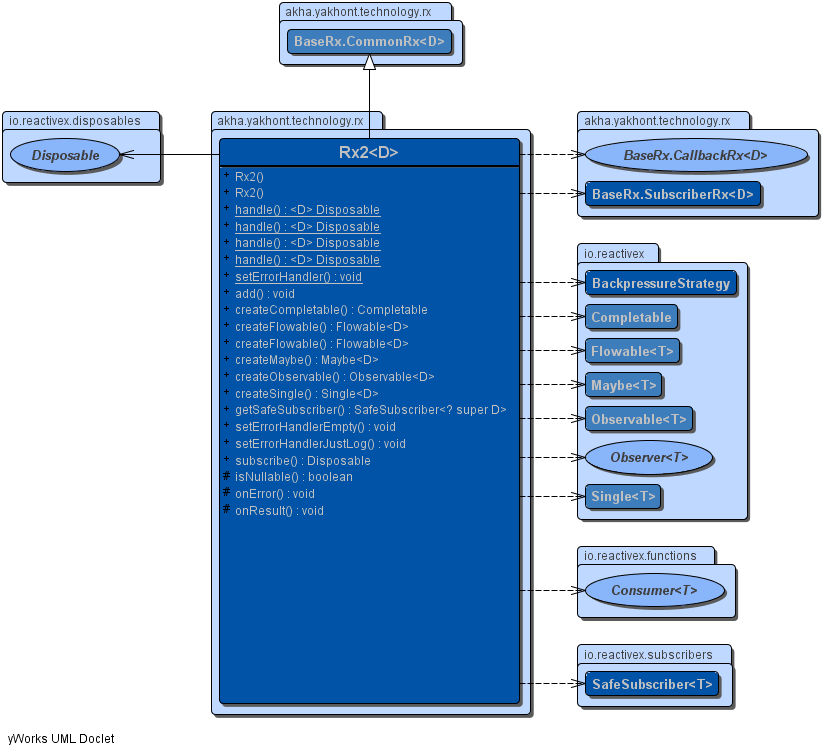 akha.yakhont.technology.rx
BaseRx.CommonRx<D>
io.reactivex.disposables
Disposable
akha.yakhont.technology.rx
Rx2<D>
+ Rx2()
+ Rx2()
+ handle() : <D> Disposable
+ handle() : <D> Disposable
+ handle() : <D> Disposable
+ handle() : <D> Disposable
+ setErrorHandler() : void
+ add() : void
+ createCompletable() : Completable
+ createFlowable() : Flowable<D>
+ createFlowable() : Flowable<D>
+ createMaybe() : Maybe<D>
+ createObservable() : Observable<D>
+ createSingle() : Single<D>
+ getSafeSubscriber() : SafeSubscriber<? super D>
+ setErrorHandlerEmpty() : void
+ setErrorHandlerJustLog() : void
+ subscribe() : Disposable
# isNullable() : boolean
# onError() : void
# onResult() : void
akha.yakhont.technology.rx
BaseRx.CallbackRx<D>
BaseRx.SubscriberRx<D>
io.reactivex
BackpressureStrategy
Completable
Flowable<T>
Maybe<T>
Observable<T>
Observer<T>
Single<T>
io.reactivex.functions
Consumer<T>
io.reactivex.subscribers
SafeSubscriber<T>
yWorks UML Doclet